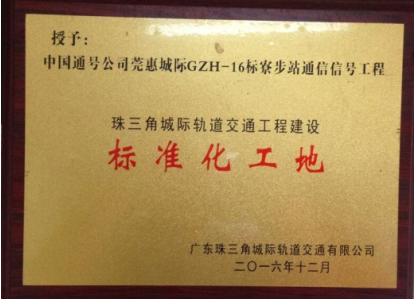 授予：
中国通号公司莞惠城际GZH-16标寮步站通信信号工程
珠三角城际轨道交通工程建设
标准化工地
广东珠三角城际轨道交通有限公司
二〇一六年十二月